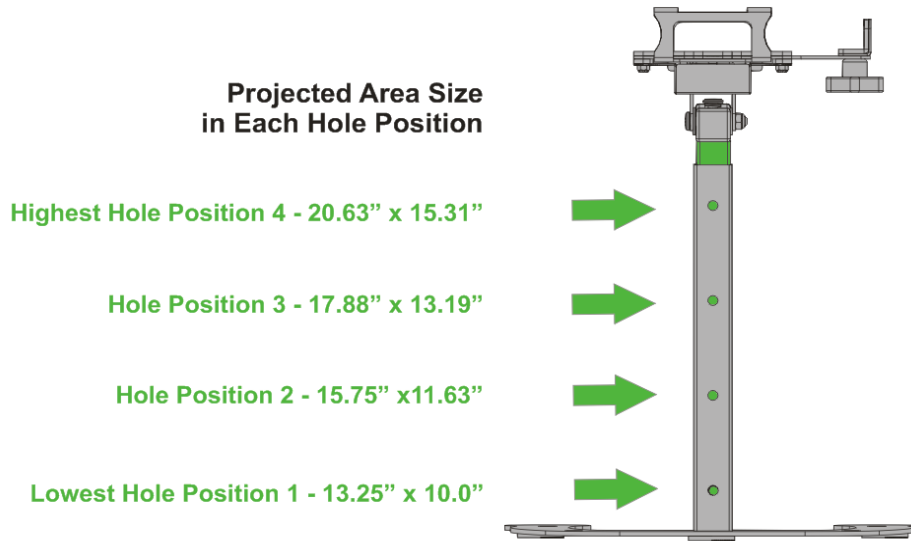 Projected Area Size
in Each Hole Position
Highest Hole Position 4 - 20.63” x 15.31”
Hole Position 3 - 17.88” x 13.19”
Hole Position 2 - 15.75” x11.63”
Lowest Hole Position 1 - 13.25” x 10.0”